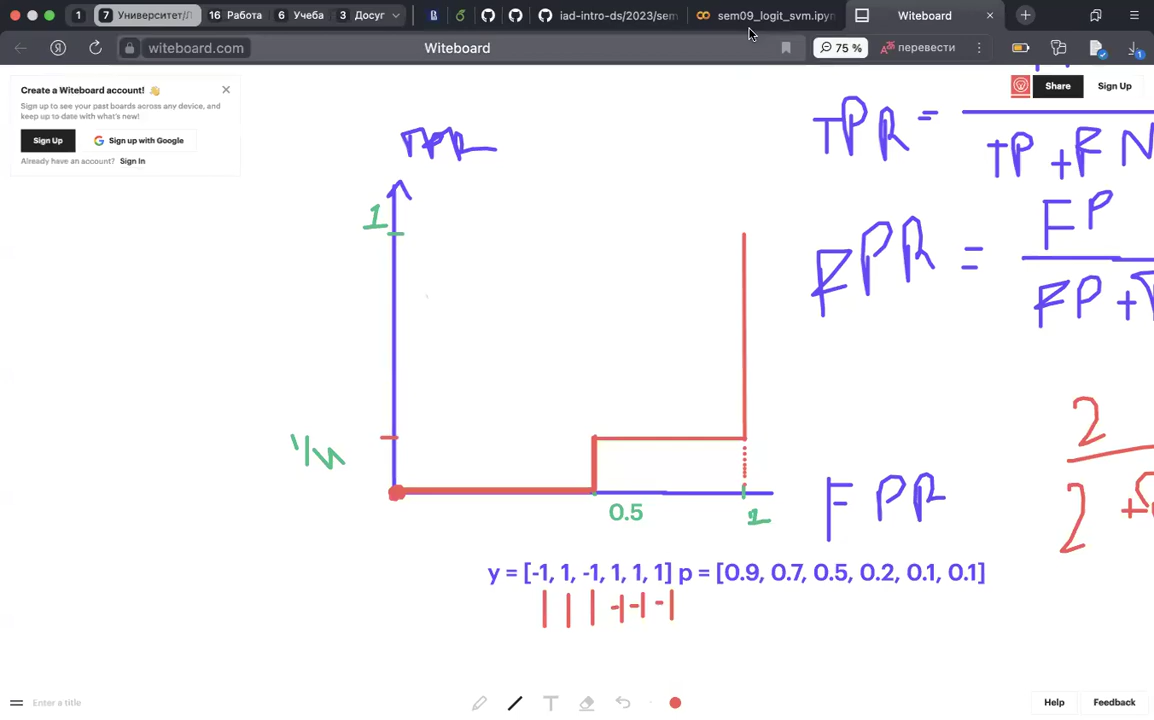 1
7 Университет/Л
16 Работа
6 Учеба
3 Досуг
iad-intro-ds/2023/sem
sem09_logit_svm.ipyn
Witeboard
witeboard.com
Witeboard
75 %
перевести
1
Create a Witeboard account! 👋
Sign up to see your past boards across any device, and
keep up to date with what's new!
Sign Up
Sign up with Google
Already have an account? Sign In
Share
Sign Up
TPR
TPR =
TP + FN
1
FPR = FP
FP +
2
2 +
0.5
1
FPR
y = [-1, 1, -1, 1, 1, 1] p = [0.9, 0.7, 0.5, 0.2, 0.1, 0.1]
Enter a title
T
Help
Feedback